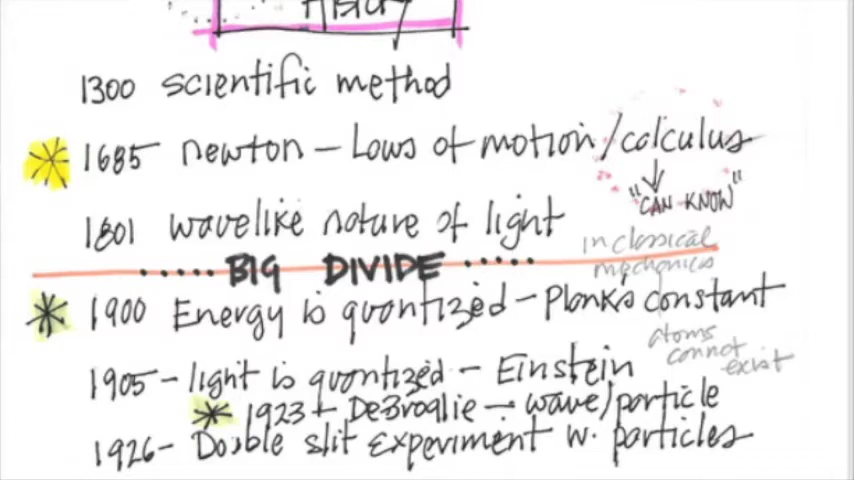 History
1300 scientific method
1685 newton – Laws of motion/calculus
"CAN KNOW"
1801 wavelike nature of light
in classical
mechanics
..... BIG DIVIDE .....
1900 Energy is quantized – Planks constant
atoms
cannot
exist
1905 – light is quantized – Einstein
1923 – DeBroglie – wave/particle
1926 – Double slit experiment w. particles